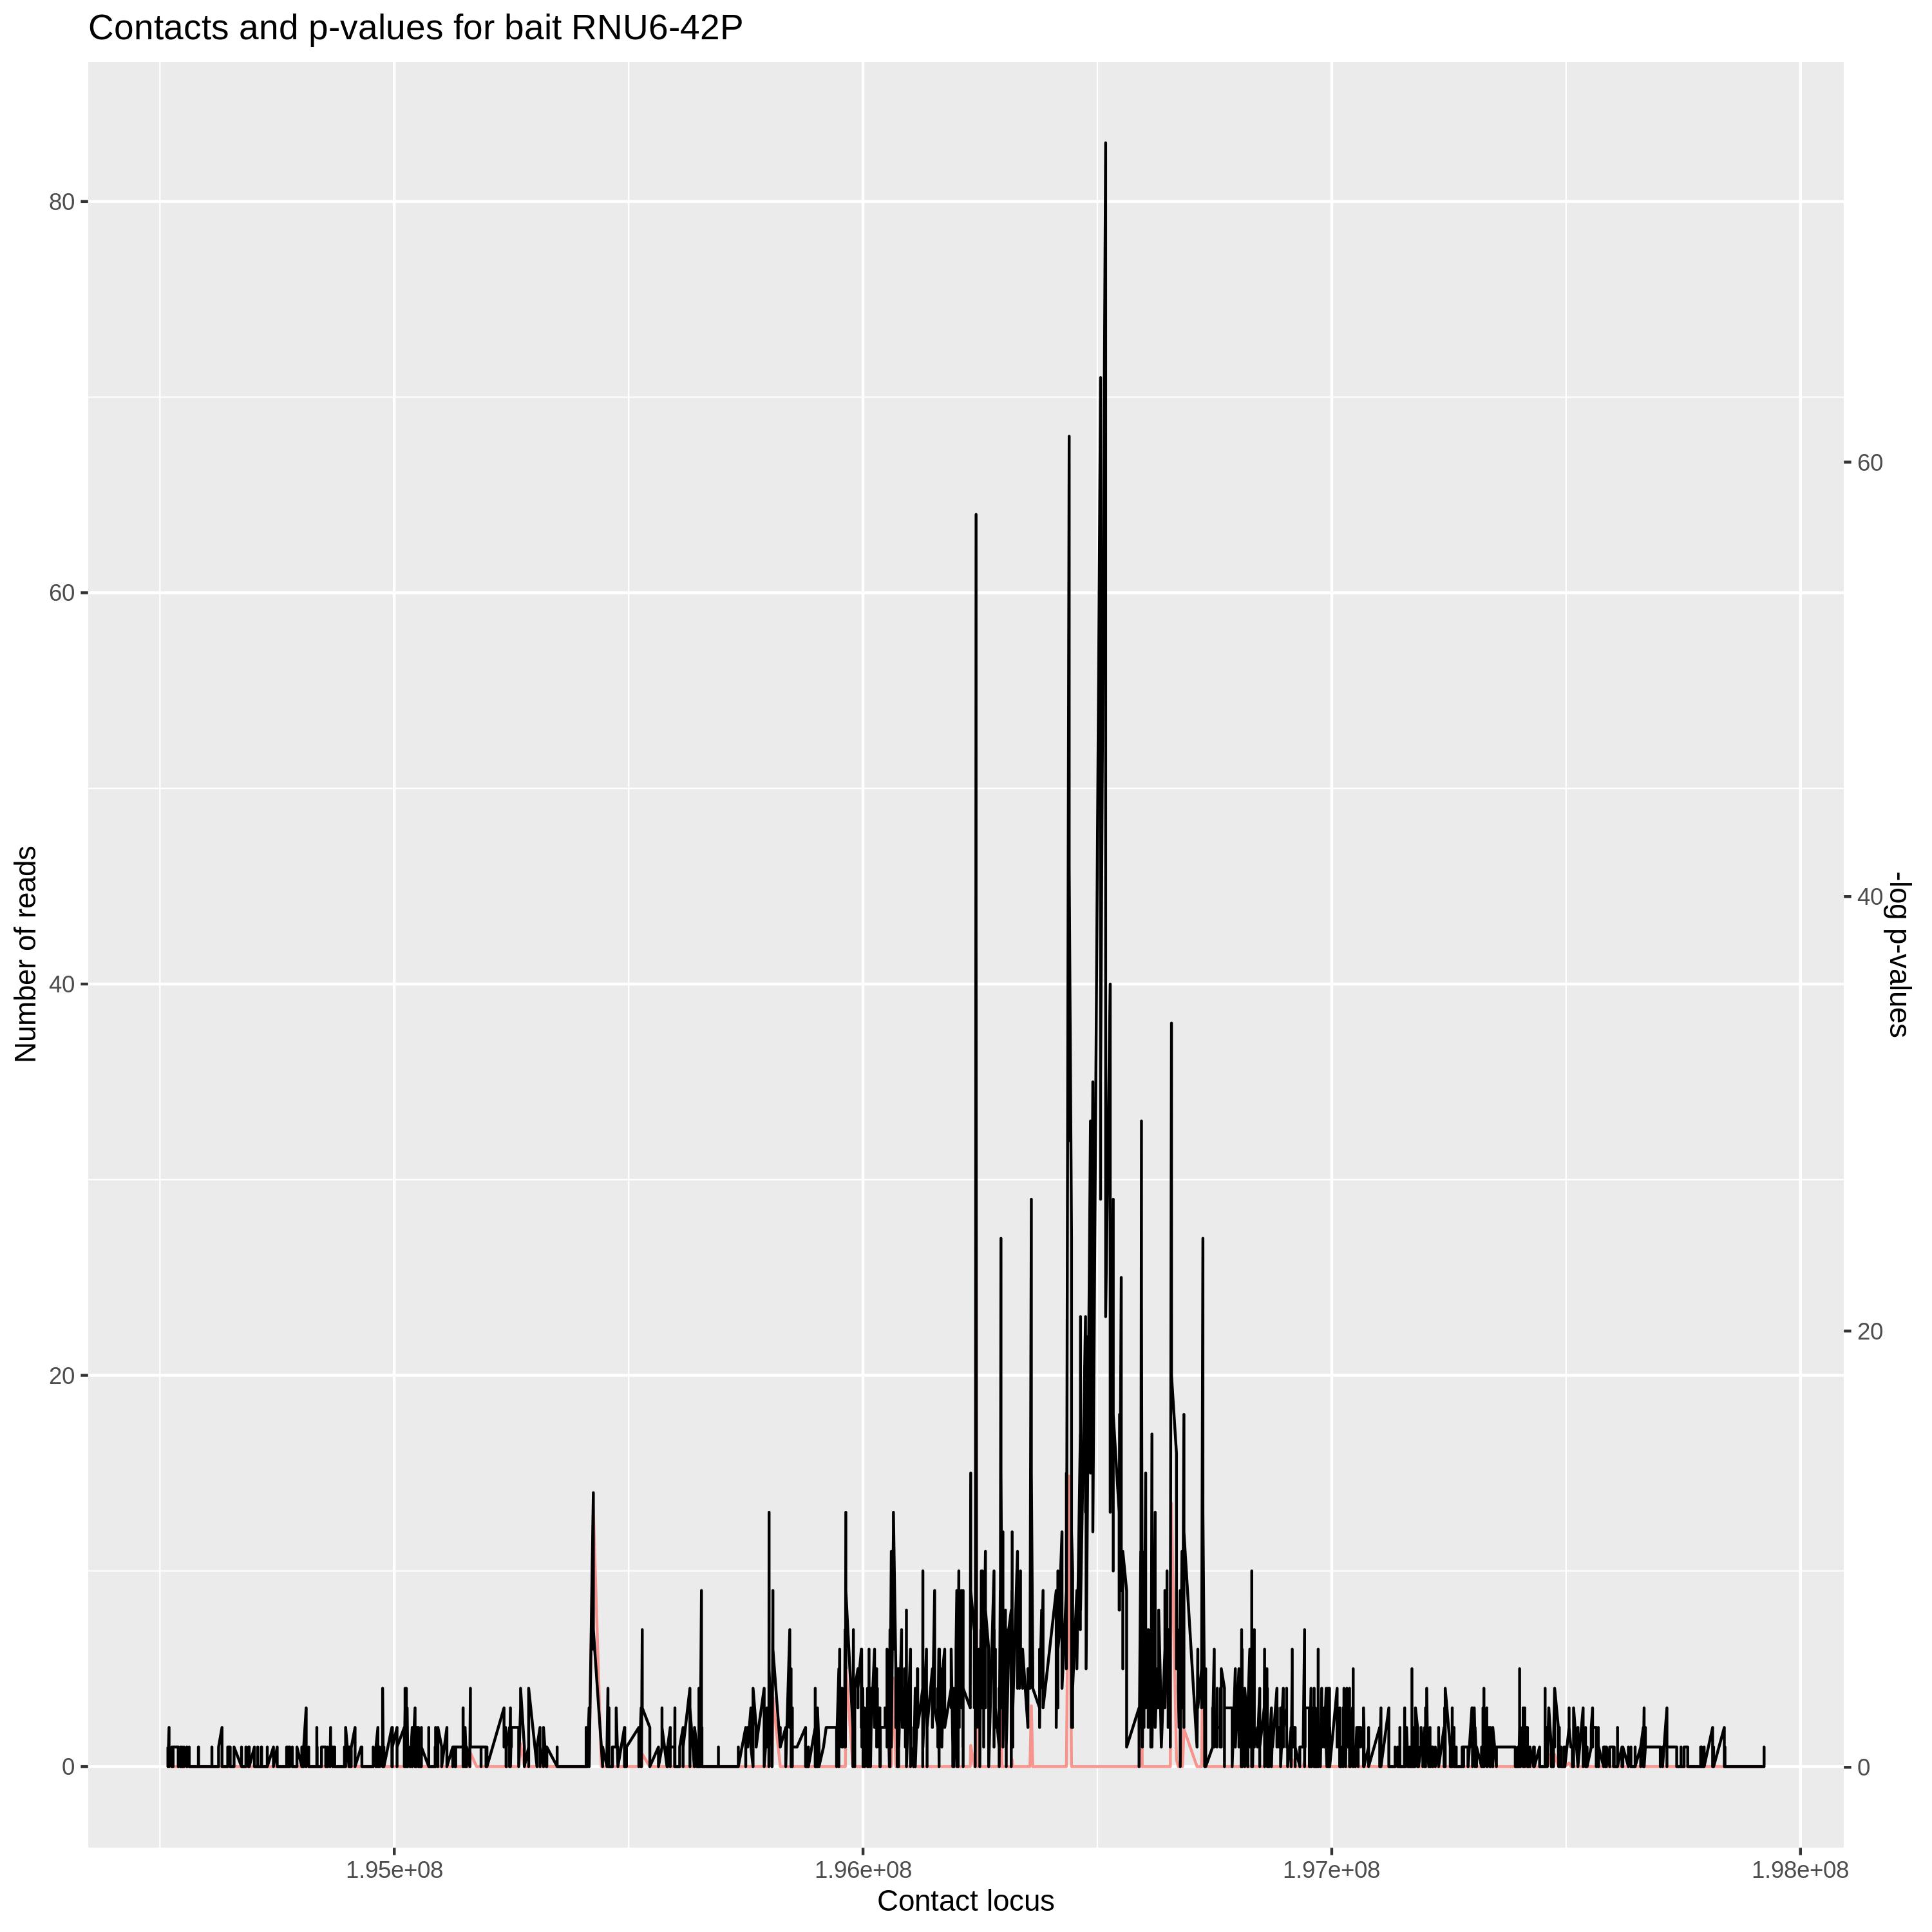 Contacts and p-values for bait RNU6-42P
80
60
40
20
0
Number of reads
60
40
20
0
-log p-values
1.95e+08 1.96e+08 1.97e+08 1.98e+08
Contact locus